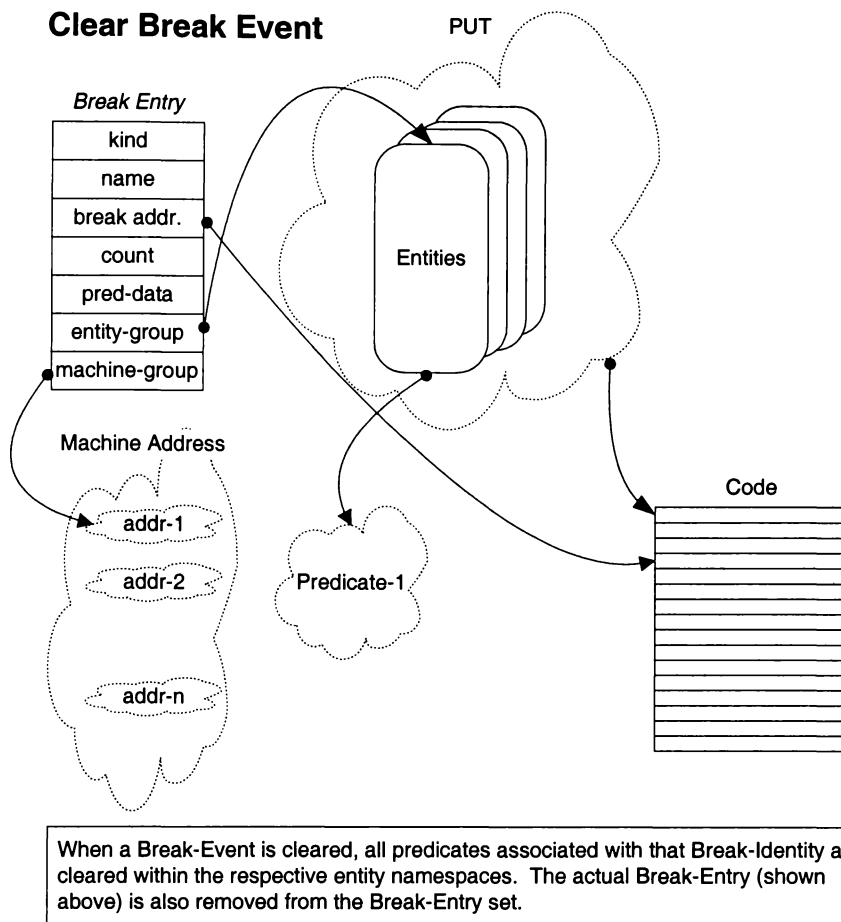 Clear Break Event
PUT
Break Entry
kind
name
break addr.
count
pred-data
entity-group
machine-group
Entities
Machine Address
addr-1
addr-2
addr-n
Predicate-1
Code
When a Break-Event is cleared, all predicates associated with that Break-Identity a
cleared within the respective entity namespaces. The actual Break-Entry (shown
above) is also removed from the Break-Entry set.